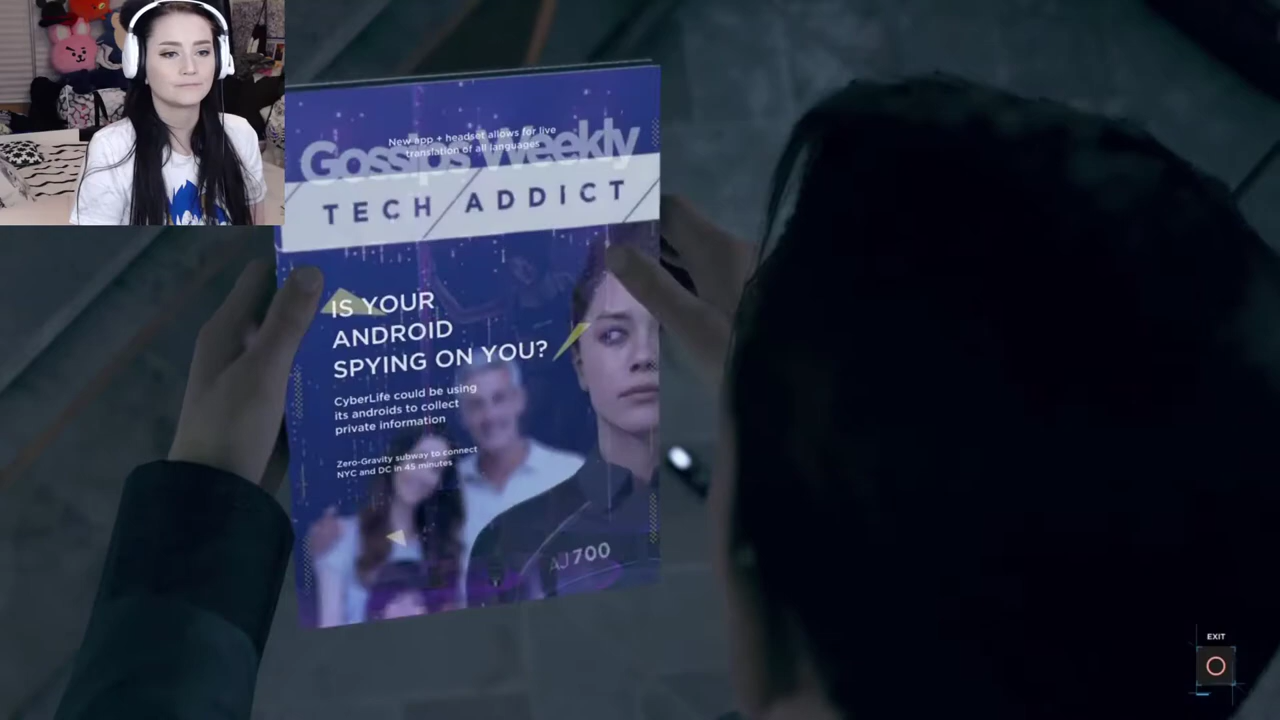 New app + headset allows for live
translation of all languages
Gossips Weekly
TECH ADDICT
IS YOUR
ANDROID
SPYING ON YOU?
CyberLife could be using
its androids to collect
private information
Zero-Gravity subway to connect
NYC and DC in 45 minutes
AJ700
EXIT